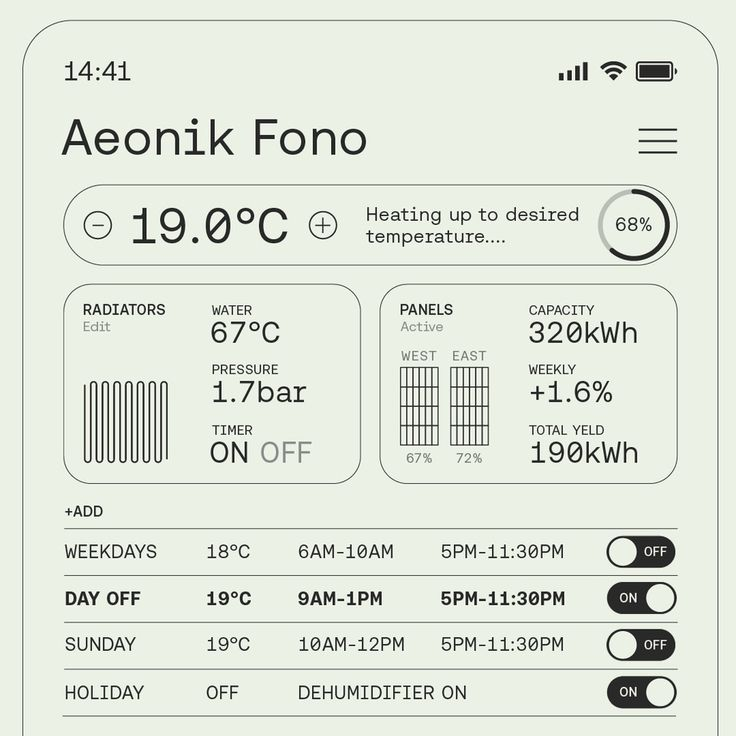 14:41
Aeonik Fono
19.0°C
Heating up to desired
temperature....
68%
RADIATORS
Edit
WATER
67°C
PRESSURE
1.7bar
TIMER
ON OFF
PANELS
Active
WEST EAST
67% 72%
CAPACITY
320kWh
WEEKLY
+1.6%
TOTAL YELD
190kWh
+ADD
WEEKDAYS 18°C 6AM-10AM 5PM-11:30PM OFF
DAY OFF 19°C 9AM-1PM 5PM-11:30PM ON
SUNDAY 19°C 10AM-12PM 5PM-11:30PM OFF
HOLIDAY OFF DEHUMIDIFIER ON ON